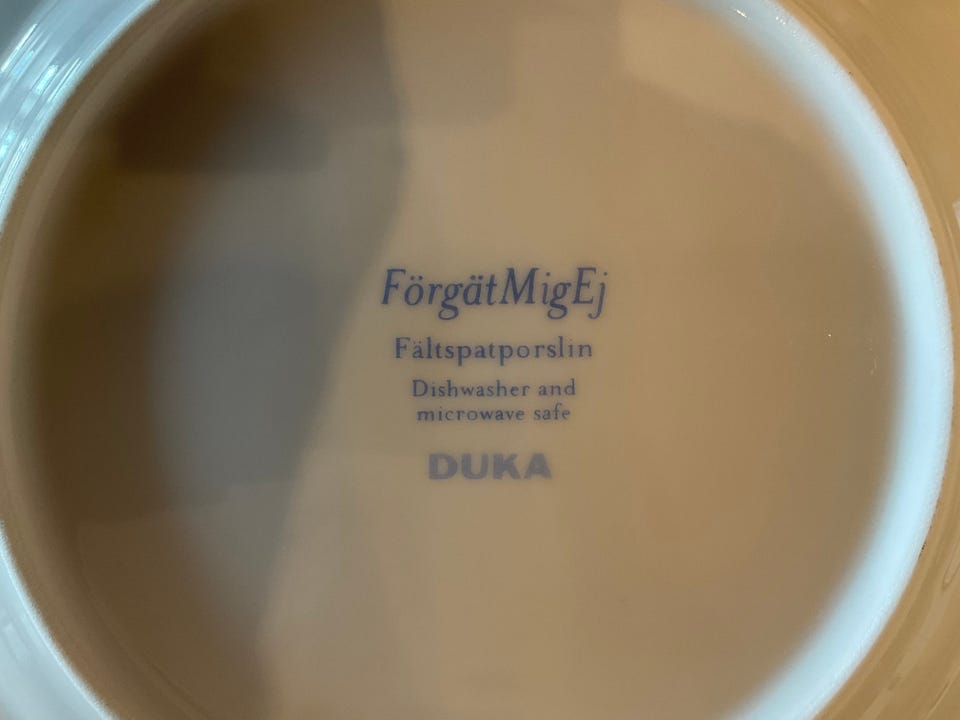 FörgätMigEj
Fältspatporslin
Dishwasher and
microwave safe
DUKA